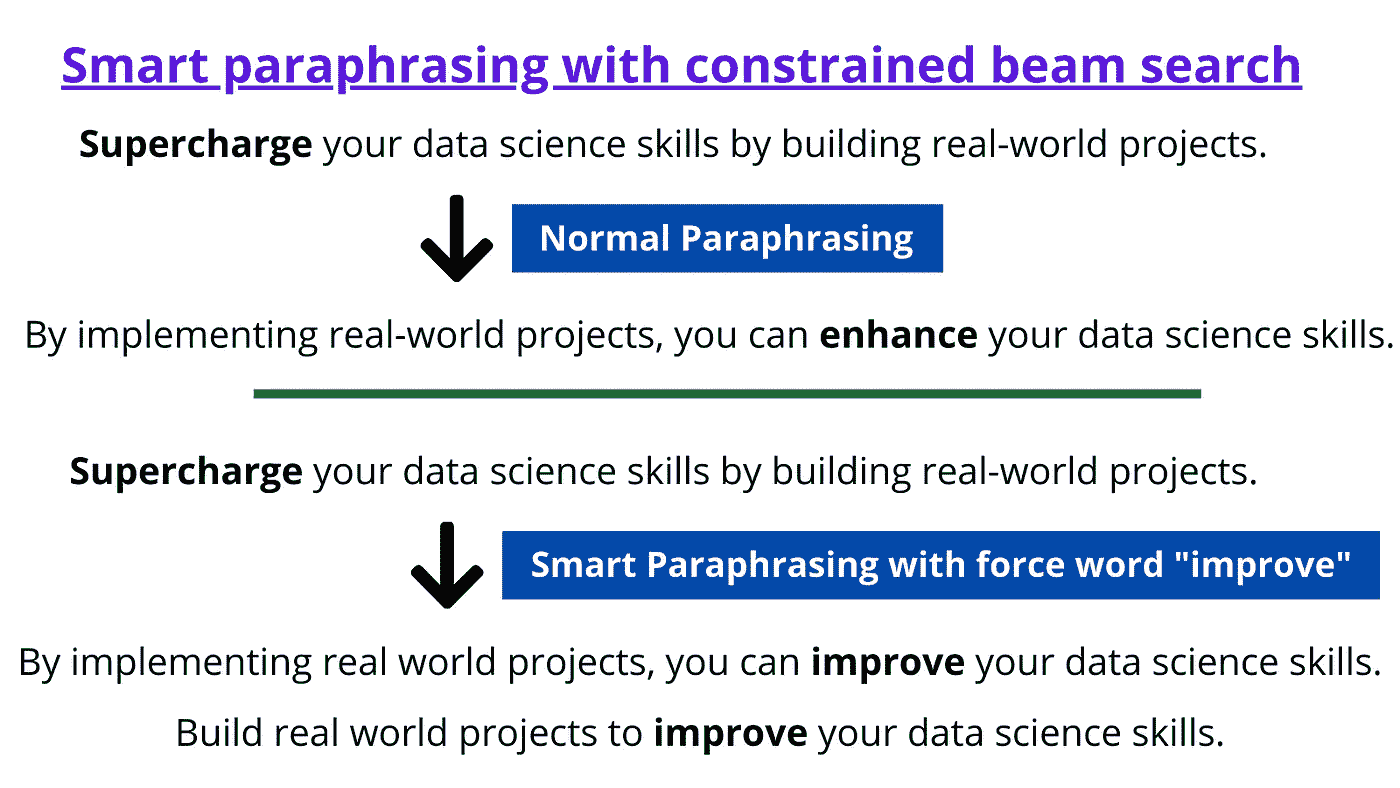 Smart paraphrasing with constrained beam search
Supercharge your data science skills by building real-world projects.
Normal Paraphrasing
By implementing real-world projects, you can enhance your data science skills.
Supercharge your data science skills by building real-world projects.
Smart Paraphrasing with force word "improve"
By implementing real world projects, you can improve your data science skills.
Build real world projects to improve your data science skills.